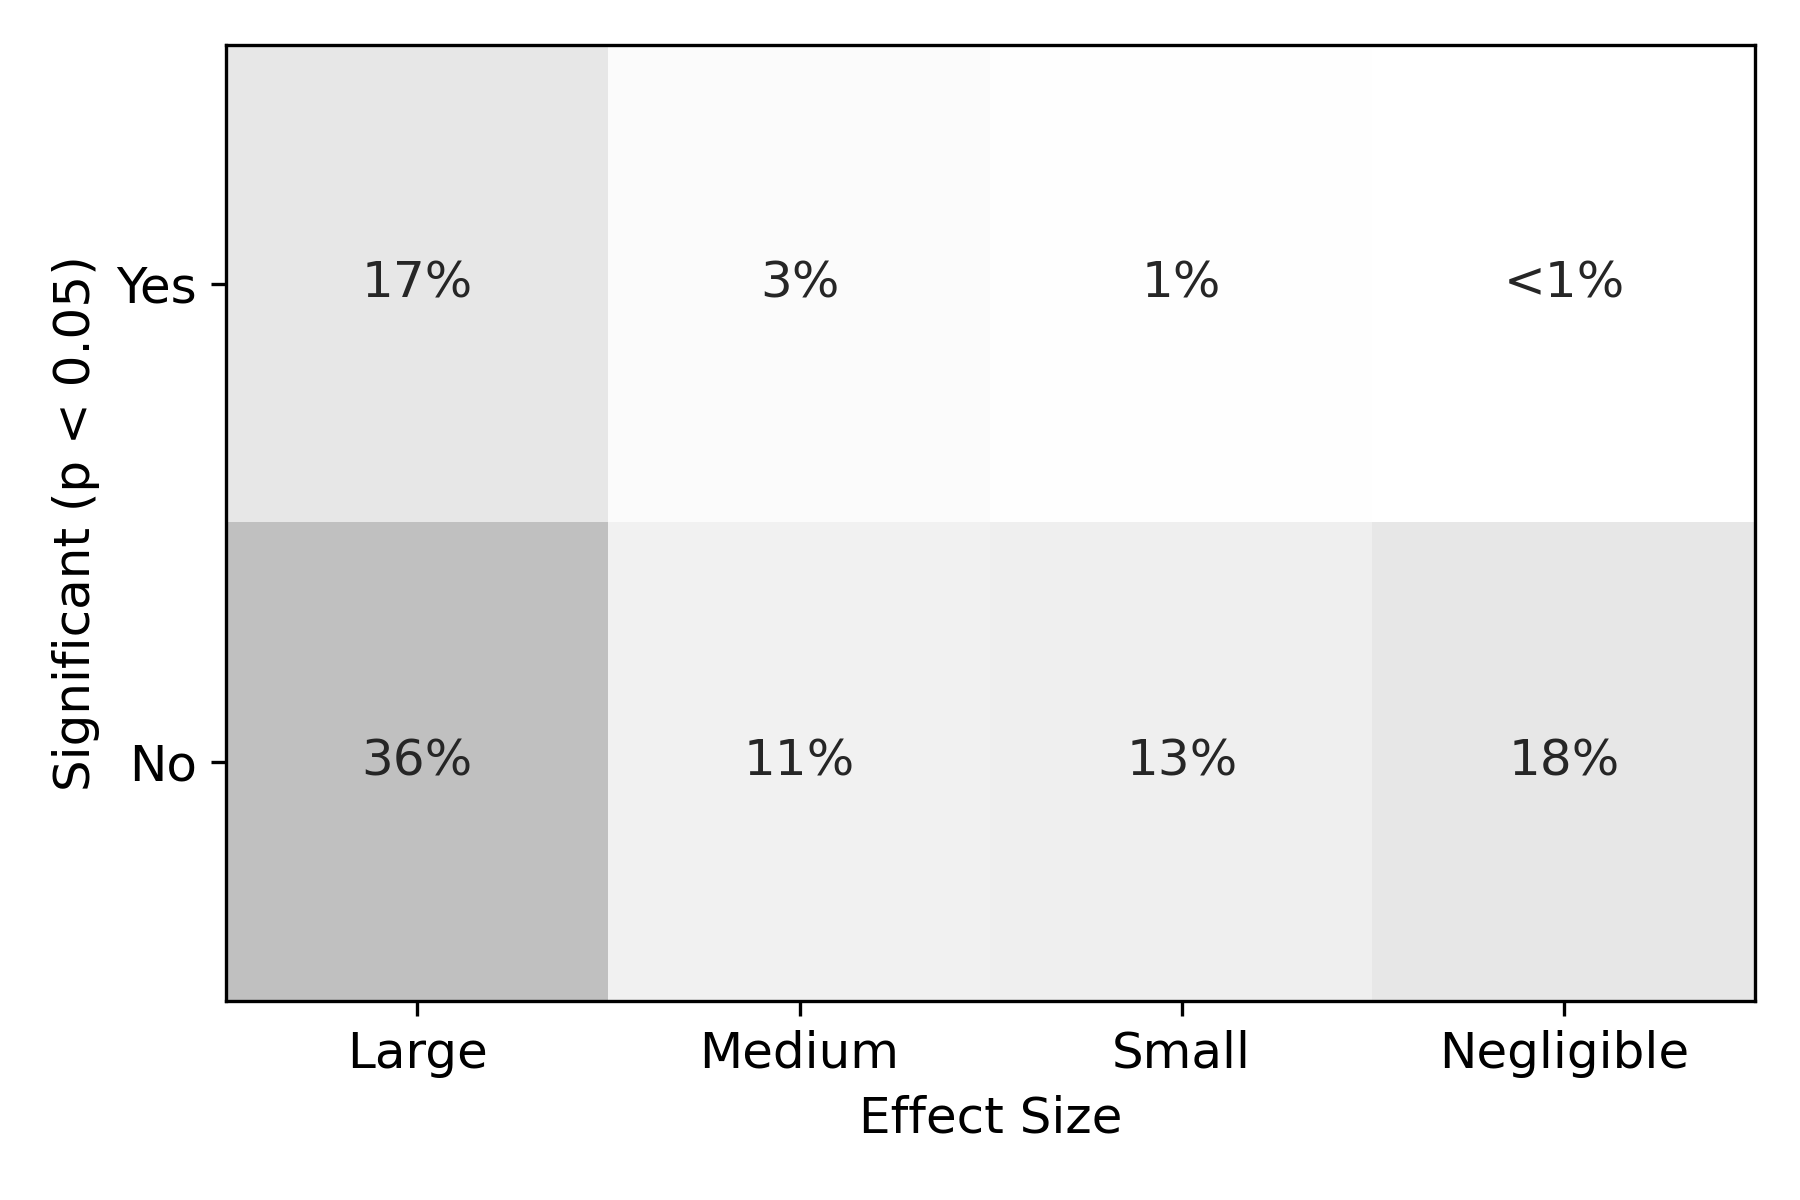 Significant (p < 0.05)
Yes
17%
3%
1%
<1%
No
36%
11%
13%
18%
Large
Medium
Small
Negligible
Effect Size